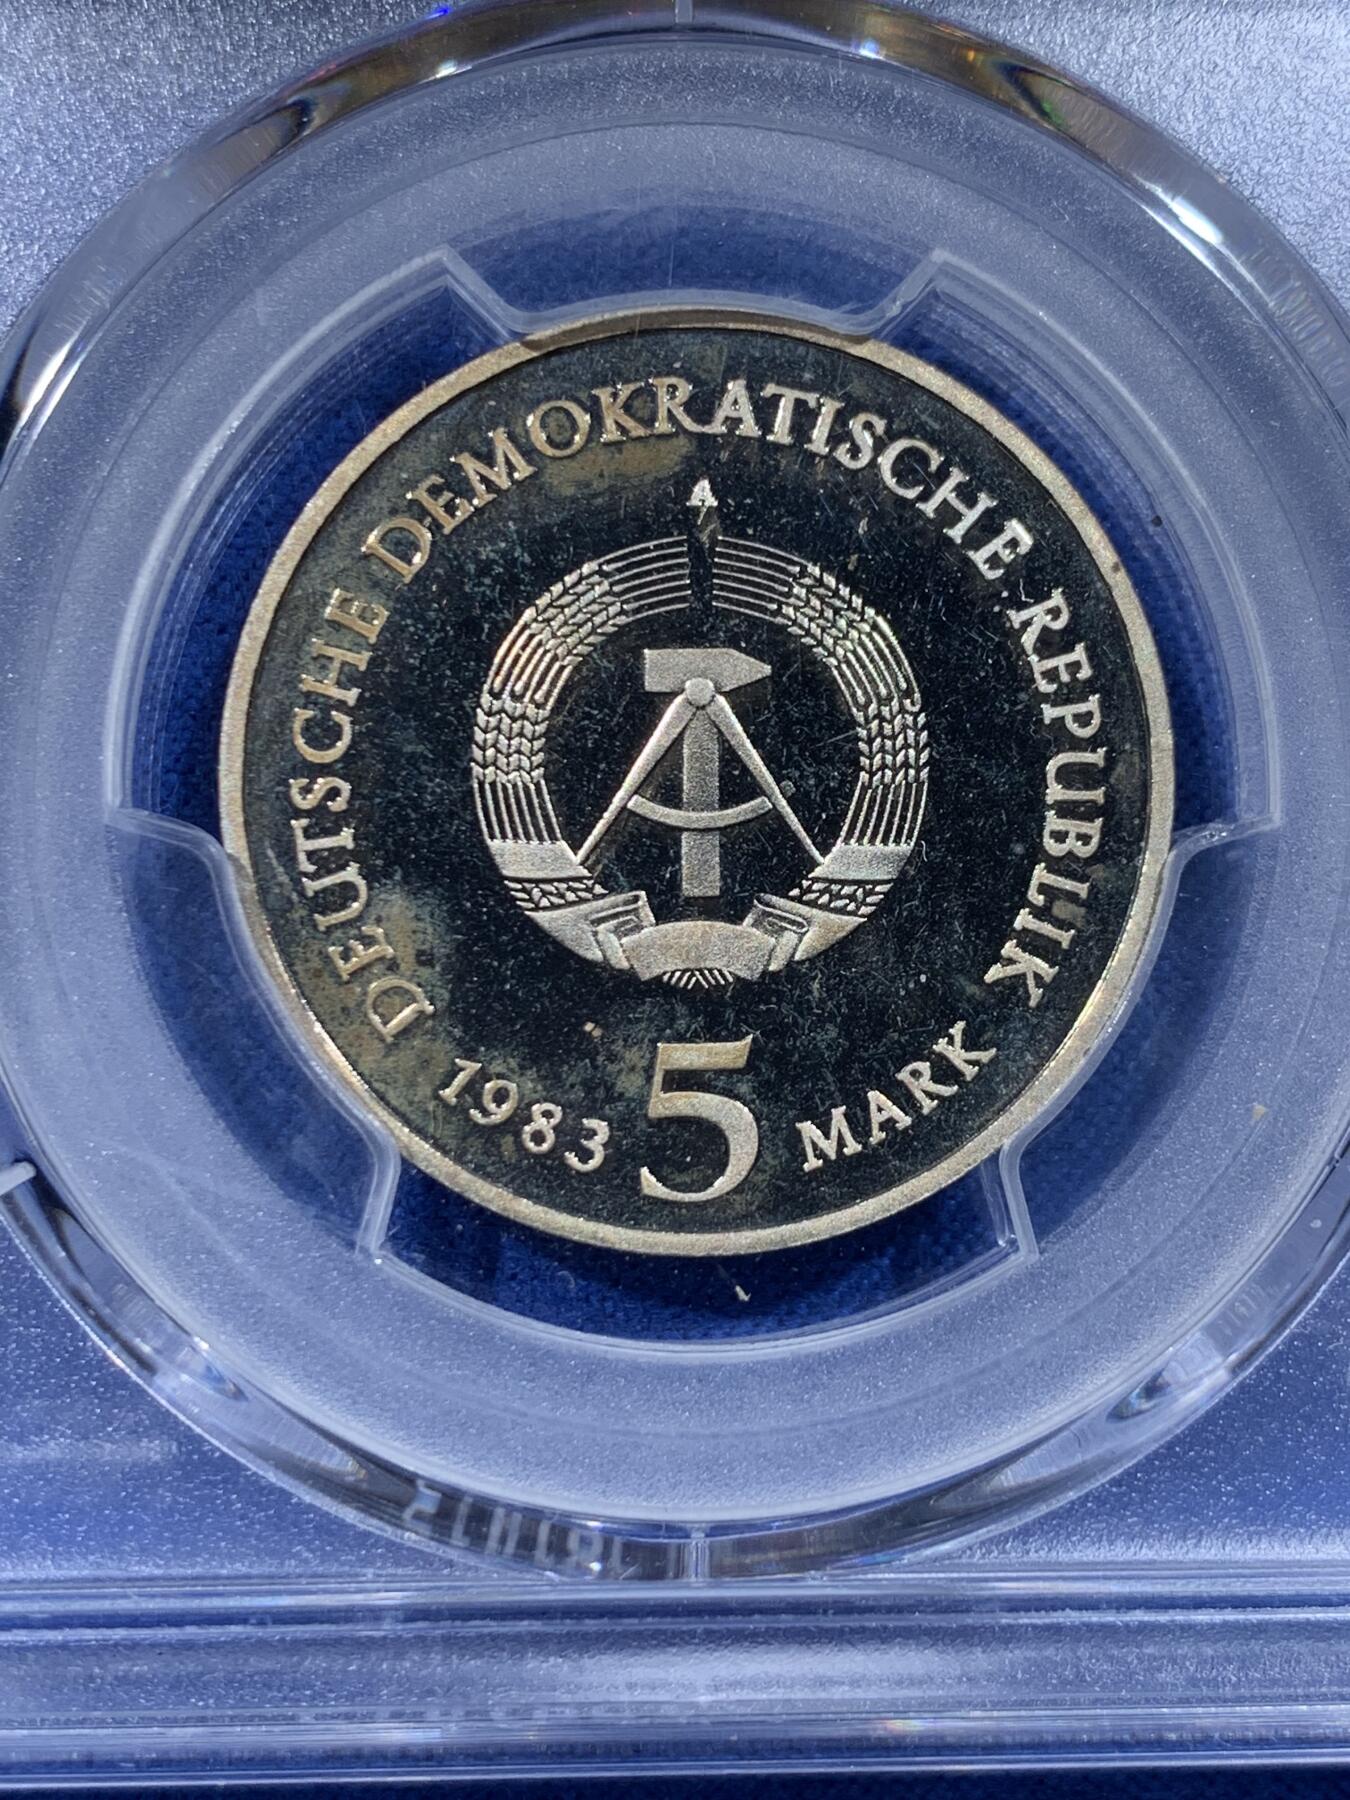 DEUTSCHE DEMOKRATISCHE REPUBLIK
A
1983 5 MARK